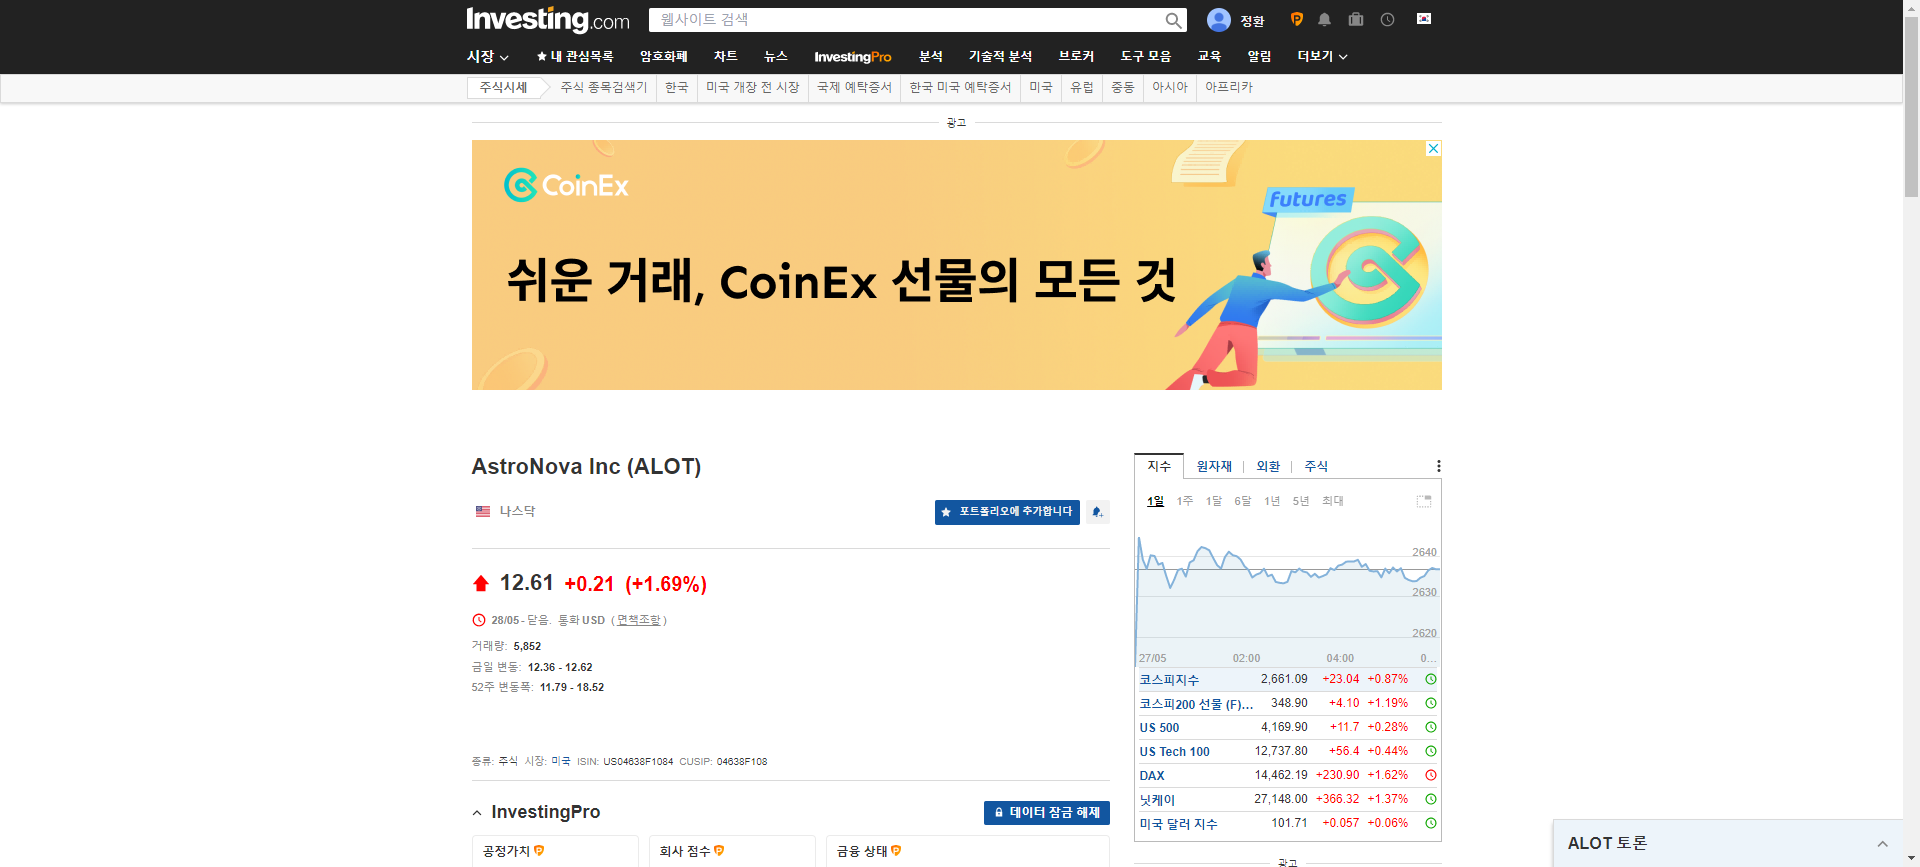 Investing.com
웹사이트 검색
정환
시장
내 관심목록
암호화폐
차트
뉴스
InvestingPro
분석
기술적 분석
브로커
도구 모음
교육
알림
더보기
주식시세
주식 종목검색기
한국
미국 개장 전 시장
국제 예탁증서
한국 미국 예탁증서
미국
유럽
중동
아시아
아프리카
광고
CoinEx
futures
쉬운 거래, CoinEx 선물의 모든 것
AstroNova Inc (ALOT)
나스닥
포트폴리오에 추가합니다
12.61 +0.21 (+1.69%)
28/05 - 닫음. 통화 USD ( 면책조항 )
거래량: 5,852
금일 변동: 12.36 - 12.62
52주 변동폭: 11.79 - 18.52
종류: 주식 시장: 미국 ISIN: US04638F1084 CUSIP: 04638F108
InvestingPro
데이터 잠금 해제
공정가치
회사 점수
금융 상태
지수
원자재
외환
주식
1일 1주 1달 6달 1년 5년 최대
2640
2630
2620
27/05 02:00 04:00 0...
코스피지수 2,661.09 +23.04 +0.87%
코스피200 선물 (F)... 348.90 +4.10 +1.19%
US 500 4,169.90 +11.7 +0.28%
US Tech 100 12,737.80 +56.4 +0.44%
DAX 14,462.19 +230.90 +1.62%
닛케이 27,148.00 +366.32 +1.37%
미국 달러 지수 101.71 +0.057 +0.06%
광고
ALOT 토론